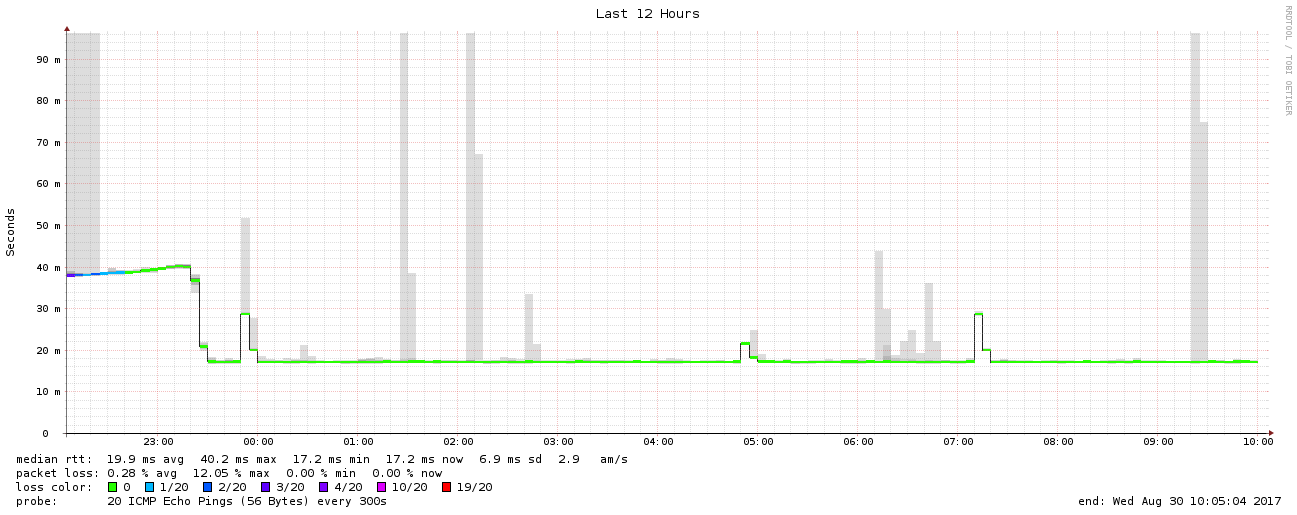 Last 12 Hours
RRDTOOL / TOBI OETIKER
Seconds
90 m
80 m
70 m
60 m
50 m
40 m
30 m
20 m
10 m
0
23:00 00:00 01:00 02:00 03:00 04:00 05:00 06:00 07:00 08:00 09:00 10:00
median rtt: 19.9 ms avg 40.2 ms max 17.2 ms min 17.2 ms now 6.9 ms sd 2.9 am/s
packet loss: 0.28 % avg 12.05 % max 0.00 % min 0.00 % now
loss color: 0 1/20 2/20 3/20 4/20 10/20 19/20
probe: 20 ICMP Echo Pings (56 Bytes) every 300s end: Wed Aug 30 10:05:04 2017